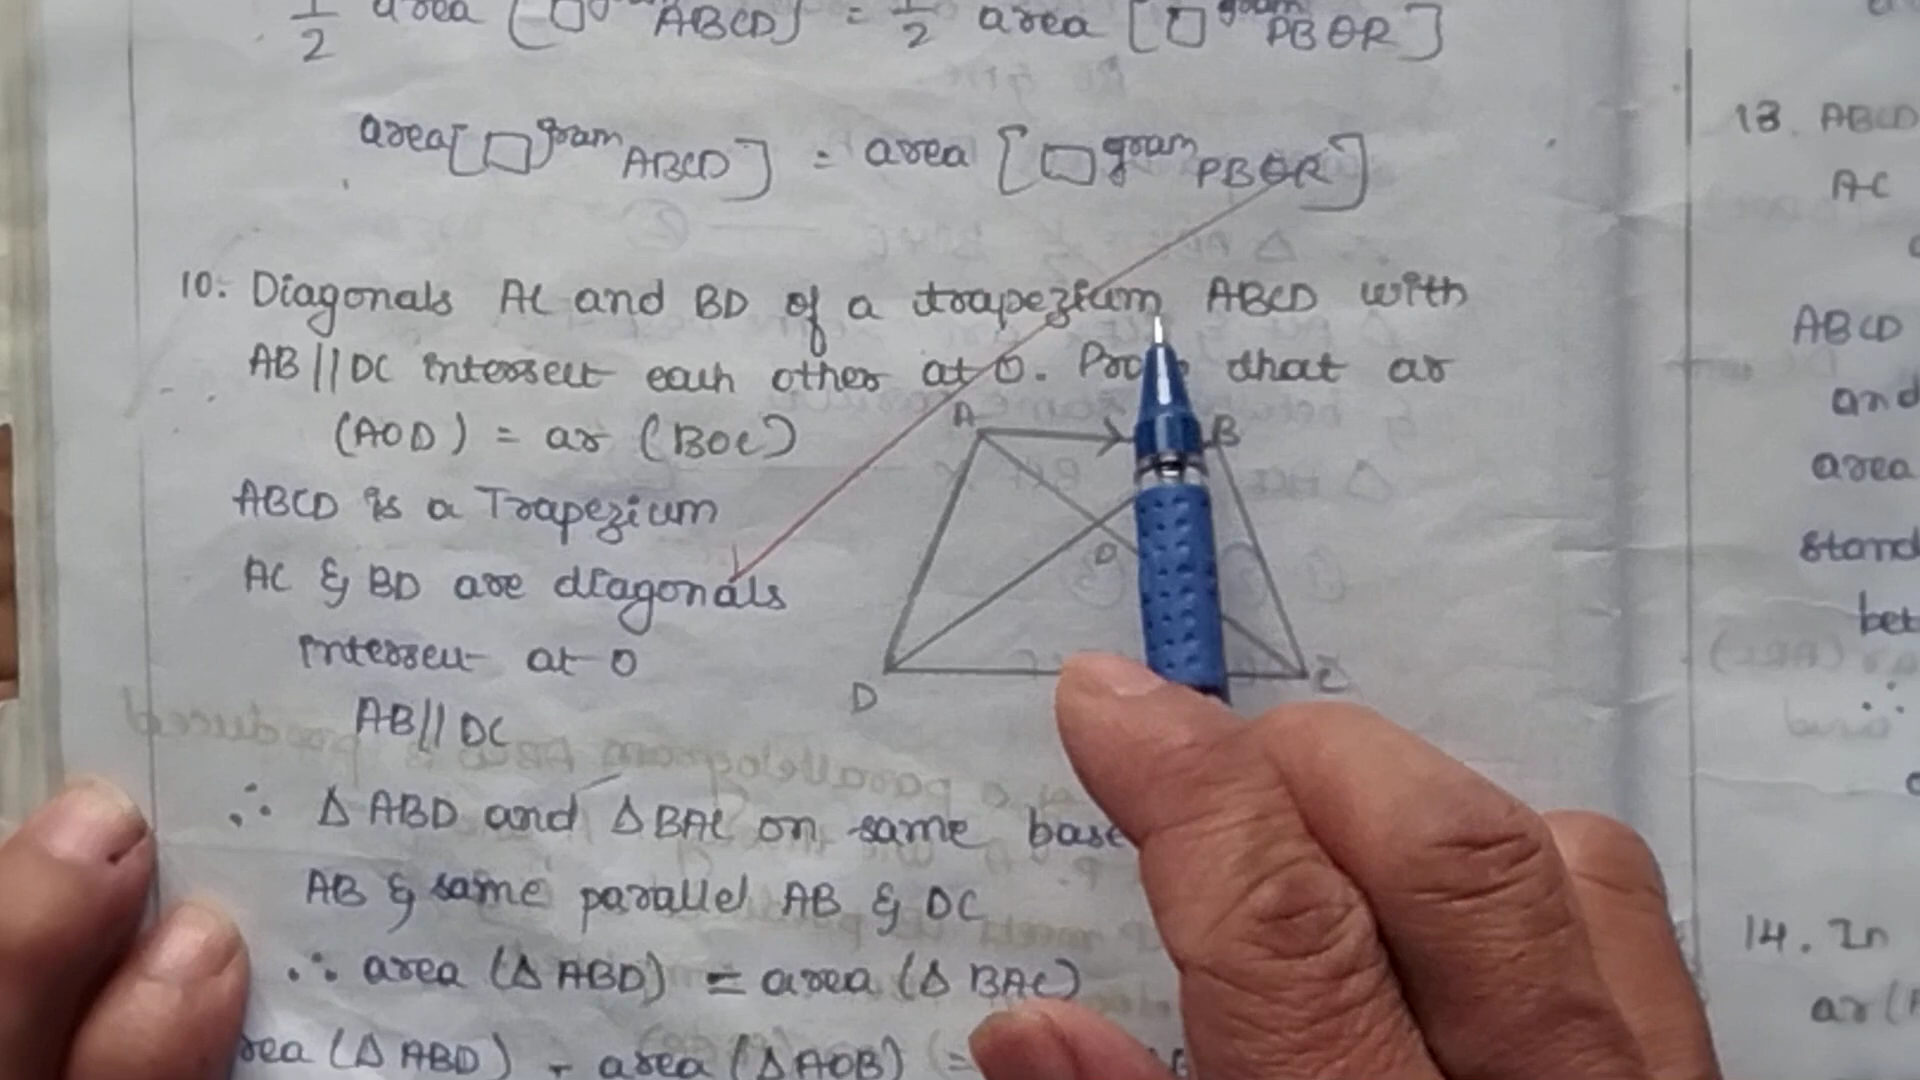 1/2 area [▱gram ABCD] = 1/2 area [▱gram PBQR]
area[▱gram ABCD] = area [▱gram PBQR]
10. Diagonals AC and BD of a trapezium ABCD with
AB//DC intersect each other at O. that ar
(AOD) = ar (BOC)
A B
ABCD is a Trapezium
AC & BD are diagonals
O
intersect at O
D C
AB// DC
∴ Δ ABD and Δ BAC on same base
AB & same parallel AB & DC
∴ area (Δ ABD) = area (Δ BAC)
area (Δ ABD) - area (Δ AOB) =
13. ABCD
AC
ABCD
and
area
stand
bet
∴
14. In
ar(